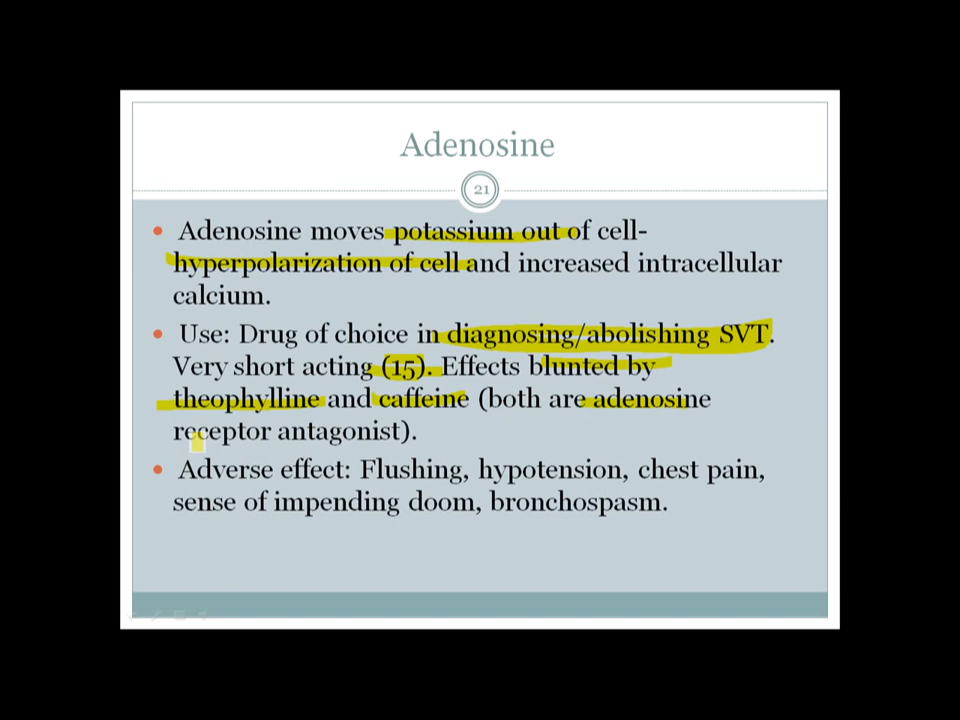 Adenosine
21
• Adenosine moves potassium out of cell-
hyperpolarization of cell and increased intracellular
calcium.
• Use: Drug of choice in diagnosing/abolishing SVT.
Very short acting (15). Effects blunted by
theophylline and caffeine (both are adenosine
receptor antagonist).
• Adverse effect: Flushing, hypotension, chest pain,
sense of impending doom, bronchospasm.